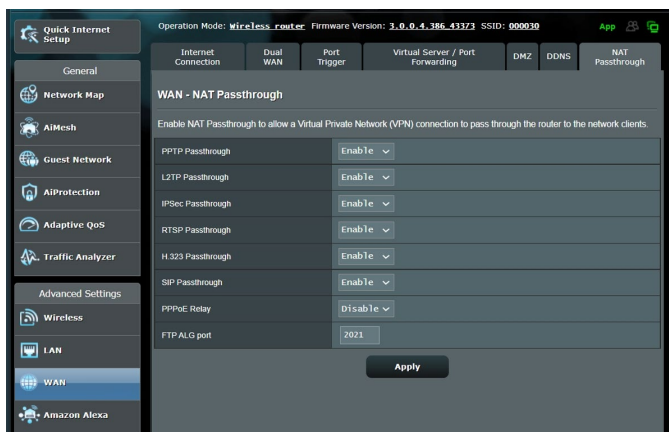 Quick Internet
Setup
Operation Mode: Wireless router Firmware Version: 3.0.0.4.386_43373 SSID: 000030
App
Internet
Connection
Dual
WAN
Port
Trigger
Virtual Server / Port
Forwarding
DMZ
DDNS
NAT
Passthrough
General
Network Map
AiMesh
Guest Network
AiProtection
Adaptive QoS
Traffic Analyzer
Advanced Settings
Wireless
LAN
WAN
Amazon Alexa
WAN - NAT Passthrough
Enable NAT Passthrough to allow a Virtual Private Network (VPN) connection to pass through the router to the network clients.
PPTP Passthrough Enable
L2TP Passthrough Enable
IPSec Passthrough Enable
RTSP Passthrough Enable
H.323 Passthrough Enable
SIP Passthrough Enable
PPPoE Relay Disable
FTP ALG port 2021
Apply